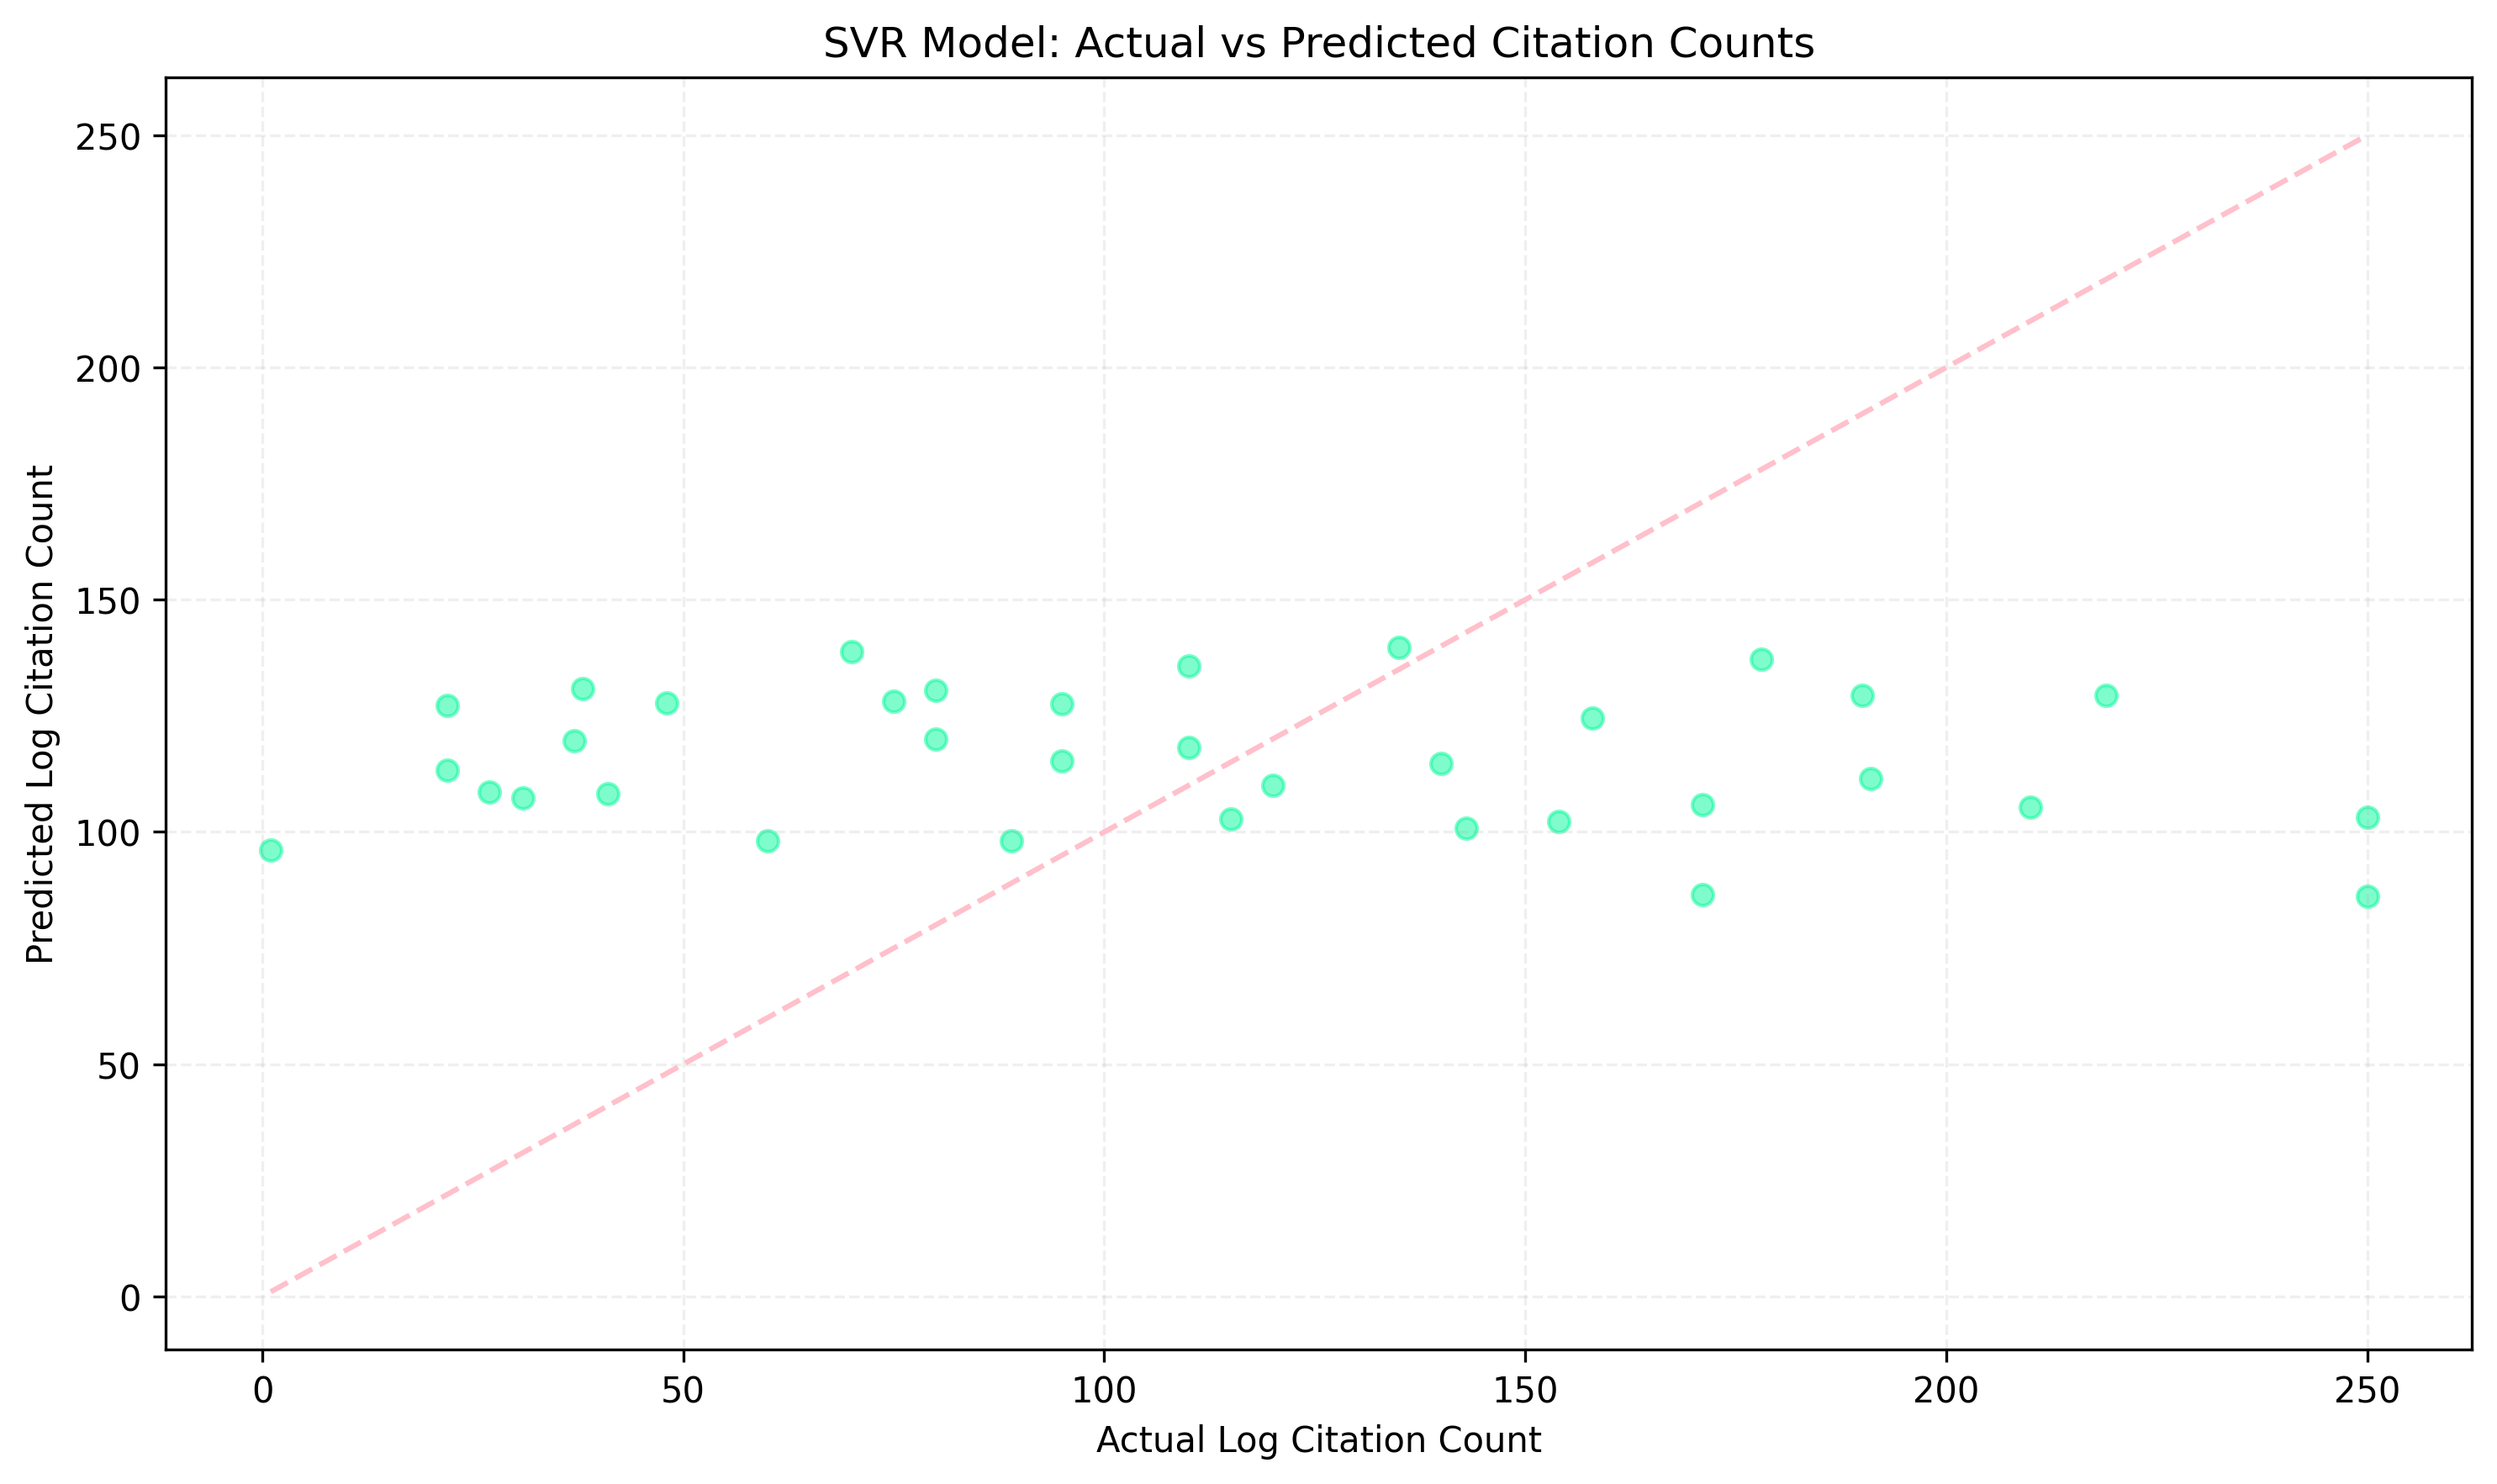 SVR Model: Actual vs Predicted Citation Counts
Predicted Log Citation Count
250
200
150
100
50
0
0 50 100 150 200 250
Actual Log Citation Count